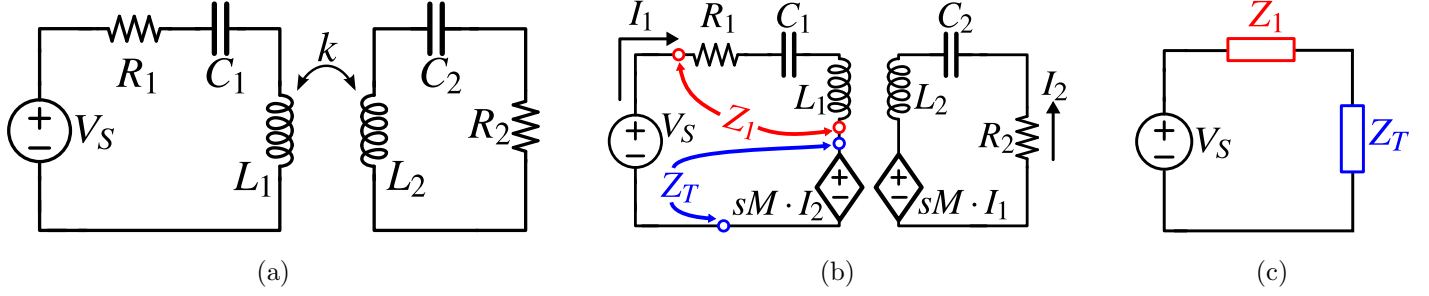 R1 C1 k C2
VS R2
L1 L2
(a)
I1 R1 C1 C2
L1 L2 I2
VS Z1 R2
ZT
sM · I2 sM · I1
(b)
Z1
VS ZT
(c)